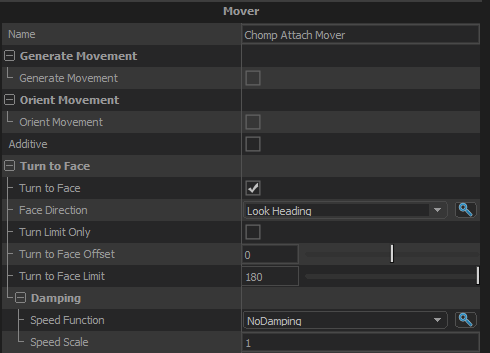 Mover
Name Chomp Attach Mover
Generate Movement
Generate Movement
Orient Movement
Orient Movement
Additive
Turn to Face
Turn to Face
Face Direction Look Heading
Turn Limit Only
Turn to Face Offset 0
Turn to Face Limit 180
Damping
Speed Function NoDamping
Speed Scale 1